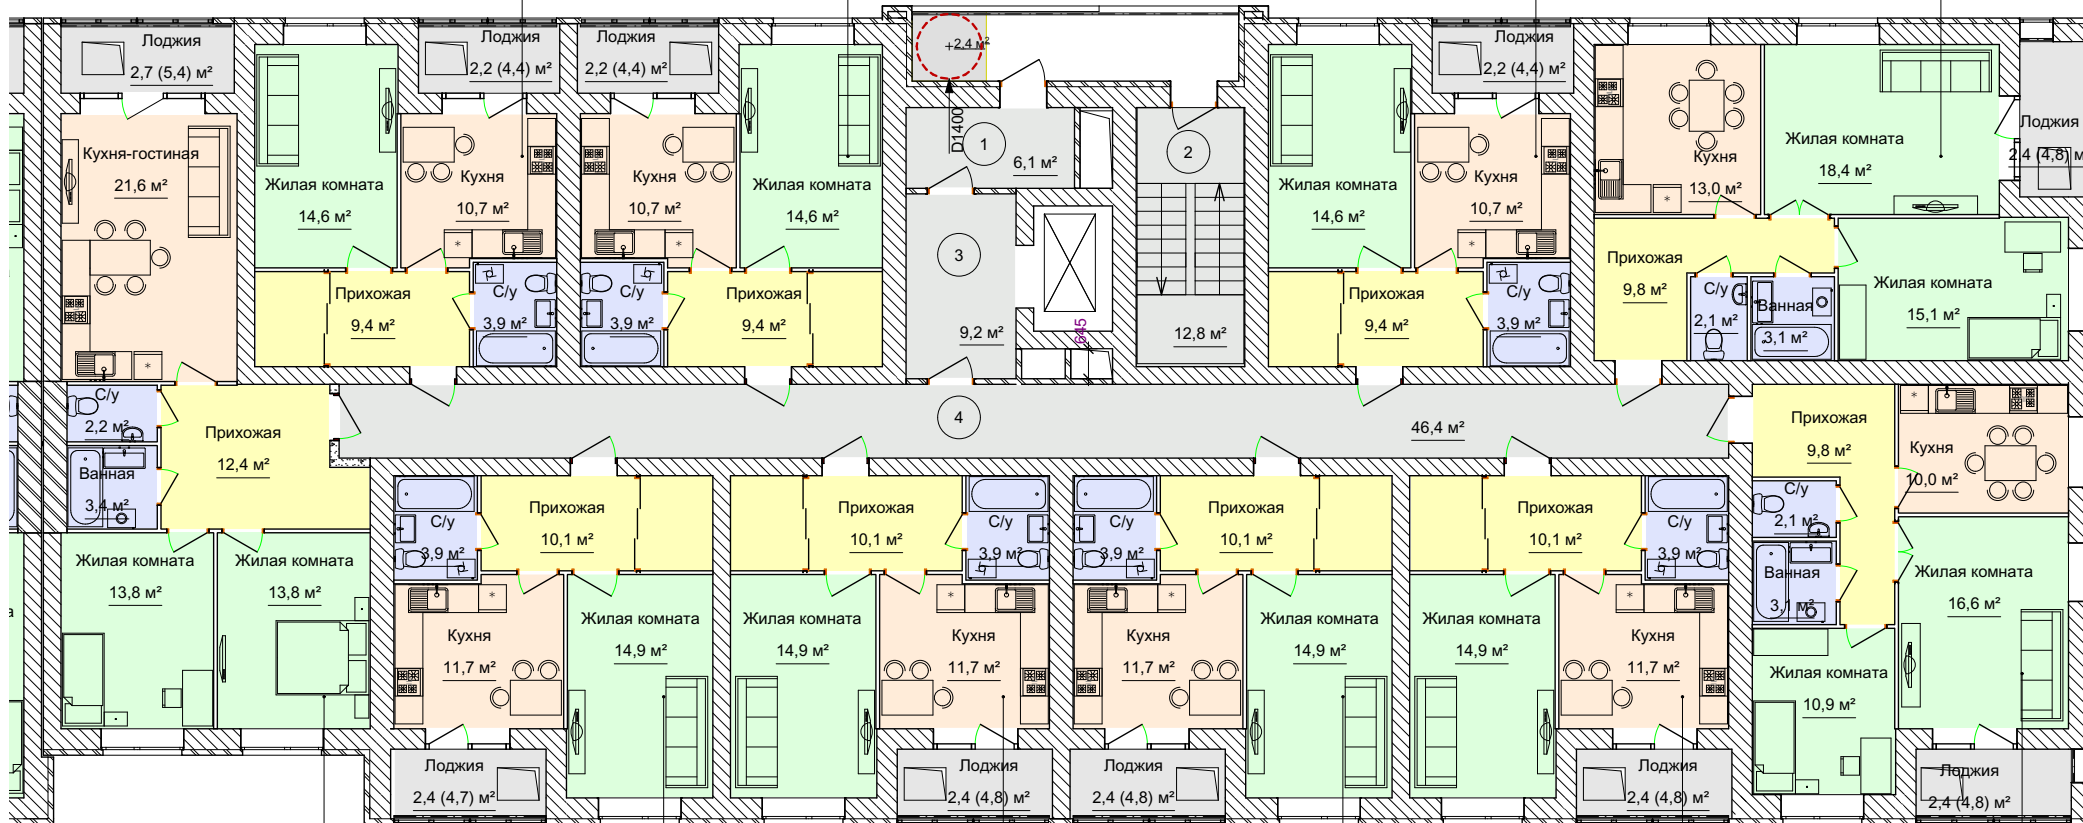 Лоджия
2,7 (5,4) м²
Лоджия
2,2 (4,4) м²
Лоджия
2,2 (4,4) м²
+2,4 м²
D1400
Лоджия
2,2 (4,4) м²
Лоджия
2,4 (4,8) м
Кухня-гостиная
21,6 м²
Жилая комната
14,6 м²
Кухня
10,7 м²
Кухня
10,7 м²
Жилая комната
14,6 м²
1
6,1 м²
2
12,8 м²
3
9,2 м²
645
Жилая комната
14,6 м²
Кухня
10,7 м²
Кухня
13,0 м²
Жилая комната
18,4 м²
Прихожая
9,4 м²
С/у
3,9 м²
С/у
3,9 м²
Прихожая
9,4 м²
Прихожая
9,4 м²
С/у
3,9 м²
Прихожая
9,8 м²
С/у
2,1 м²
Ванная
3,1 м²
Жилая комната
15,1 м²
С/у
2,2 м²
Ванная
3,4 м²
Прихожая
12,4 м²
4
46,4 м²
Прихожая
9,8 м²
Кухня
10,0 м²
С/у
3,9 м²
Прихожая
10,1 м²
Прихожая
10,1 м²
С/у
3,9 м²
С/у
3,9 м²
Прихожая
10,1 м²
Прихожая
10,1 м²
С/у
3,9 м²
С/у
2,1 м²
Ванная
3,1 м²
Жилая комната
13,8 м²
Жилая комната
13,8 м²
Кухня
11,7 м²
Жилая комната
14,9 м²
Жилая комната
14,9 м²
Кухня
11,7 м²
Кухня
11,7 м²
Жилая комната
14,9 м²
Жилая комната
14,9 м²
Кухня
11,7 м²
Жилая комната
16,6 м²
Жилая комната
10,9 м²
Лоджия
2,4 (4,7) м²
Лоджия
2,4 (4,8) м²
Лоджия
2,4 (4,8) м²
Лоджия
2,4 (4,8) м²
Лоджия
2,4 (4,8) м²